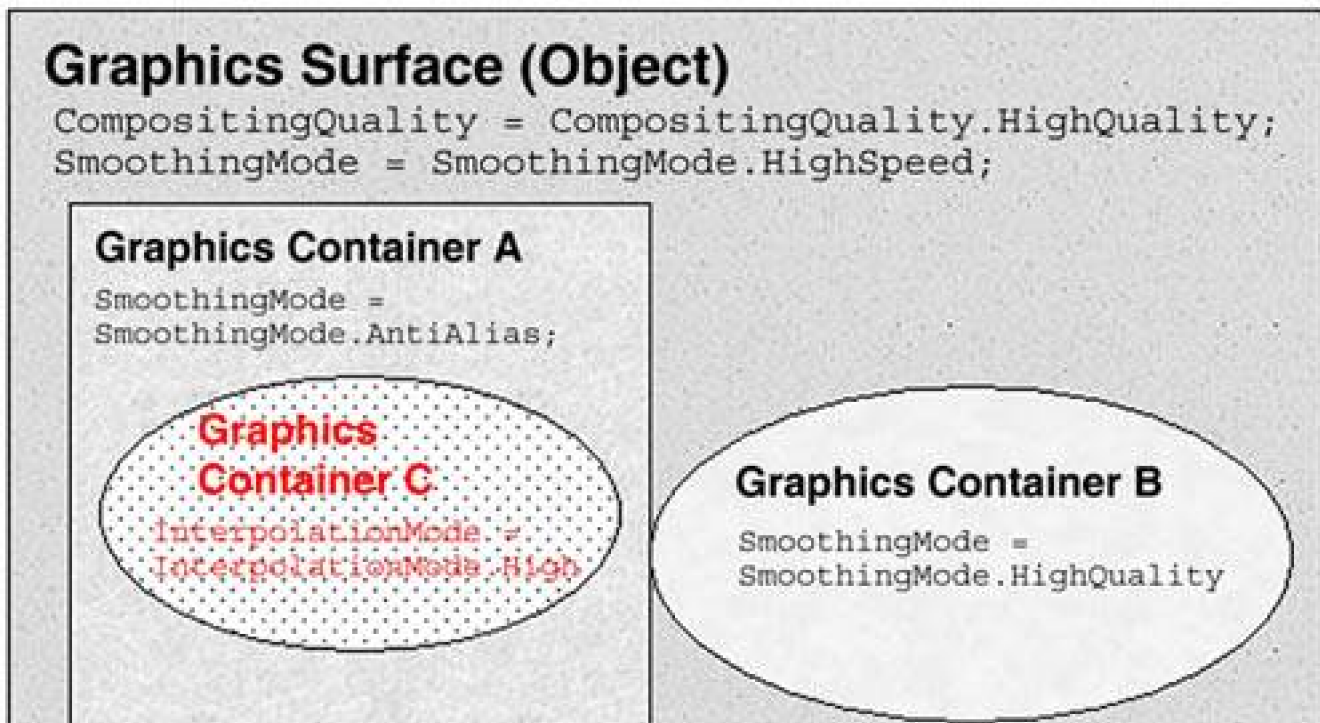 Graphics Surface (Object)
CompositingQuality = CompositingQuality.HighQuality;
SmoothingMode = SmoothingMode.HighSpeed;
Graphics Container A
SmoothingMode =
SmoothingMode.AntiAlias;
Graphics
Container C
InterpolationMode =
InterpolationMode.High
Graphics Container B
SmoothingMode =
SmoothingMode.HighQuality